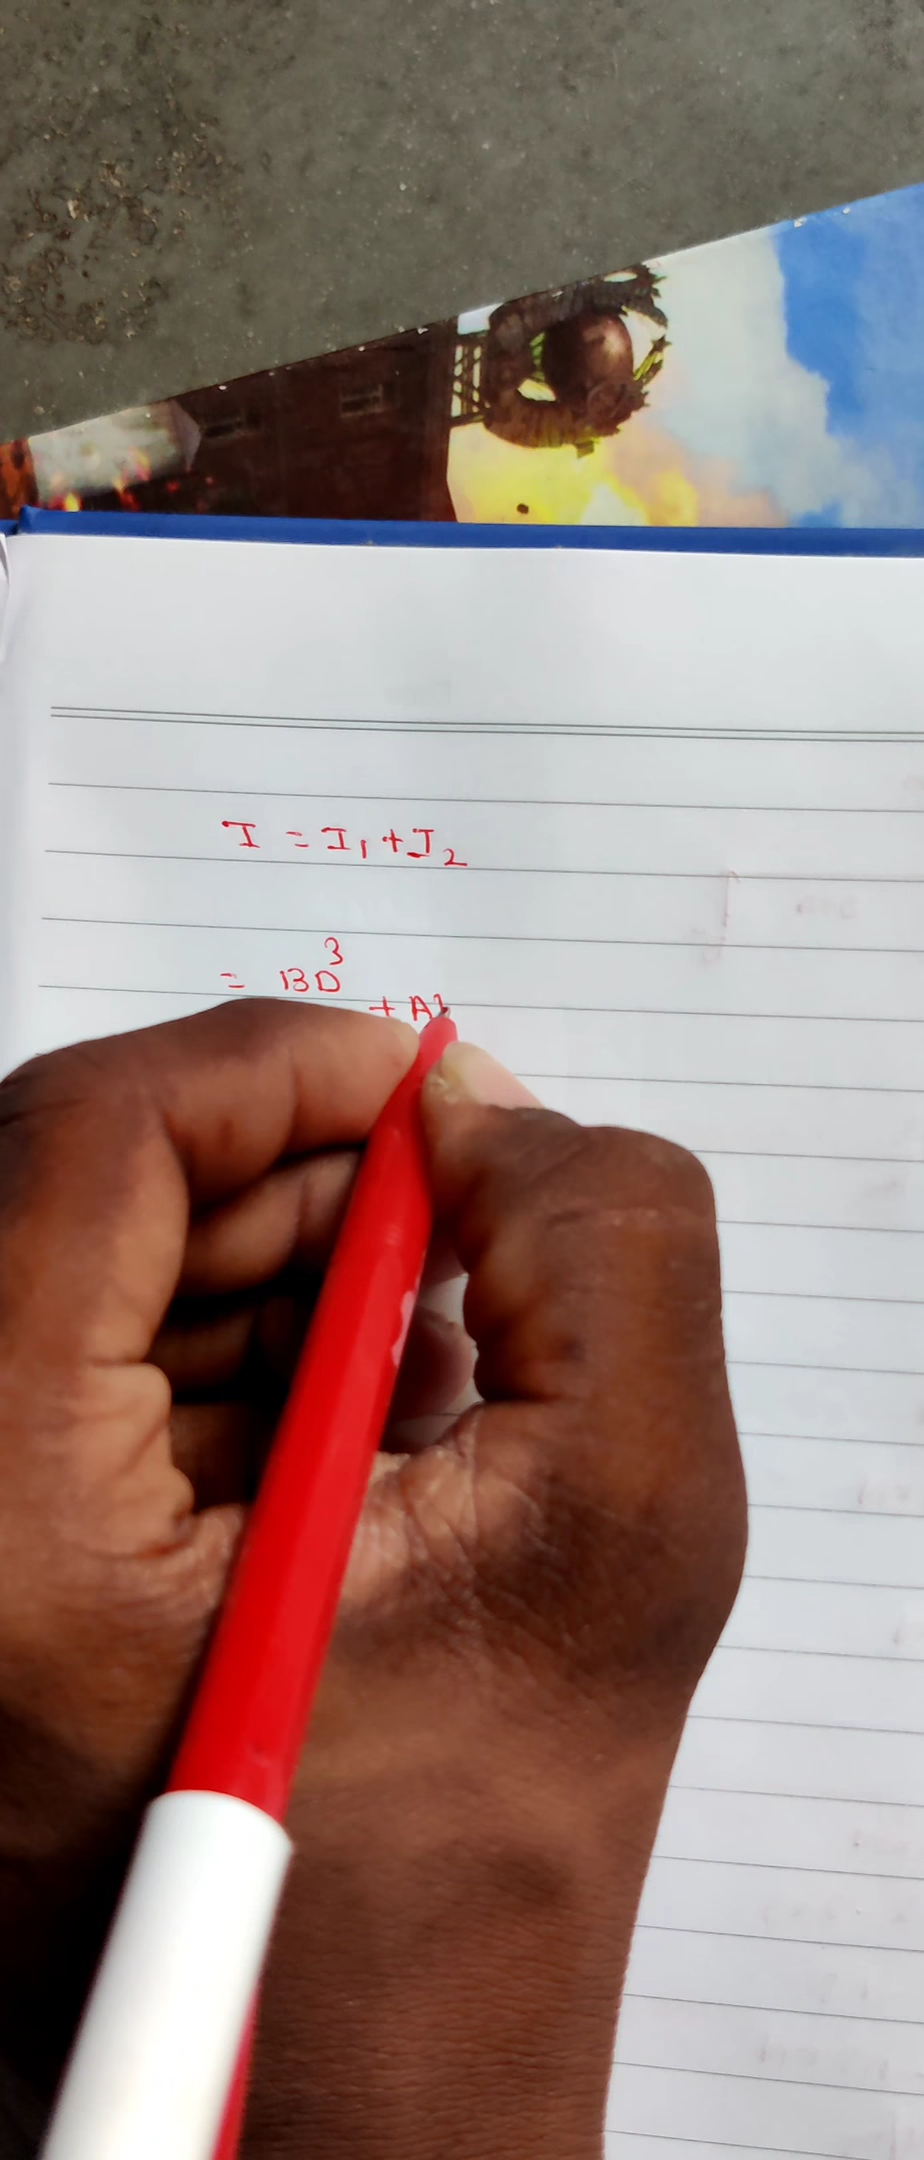 I = I₁ + I₂
= BD³ + A